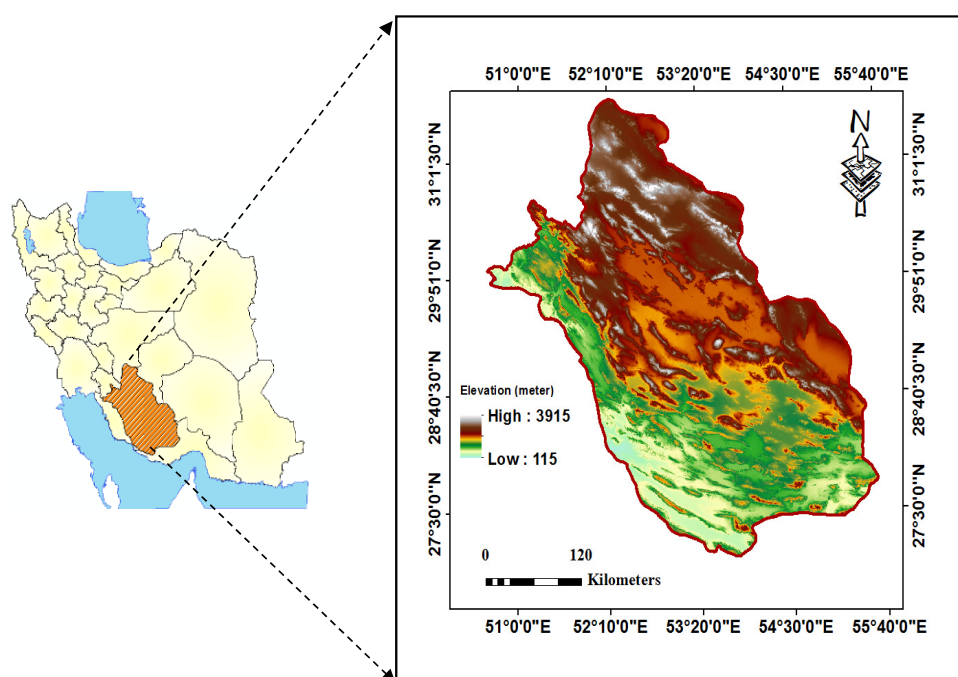 51°0'0"E 52°10'0"E 53°20'0"E 54°30'0"E 55°40'0"E
N
31°1'30"N
31°1'30"N
29°51'0"N
29°51'0"N
28°40'30"N
28°40'30"N
27°30'0"N
27°30'0"N
Elevation (meter)
High : 3915
Low : 115
0 120
Kilometers
51°0'0"E 52°10'0"E 53°20'0"E 54°30'0"E 55°40'0"E